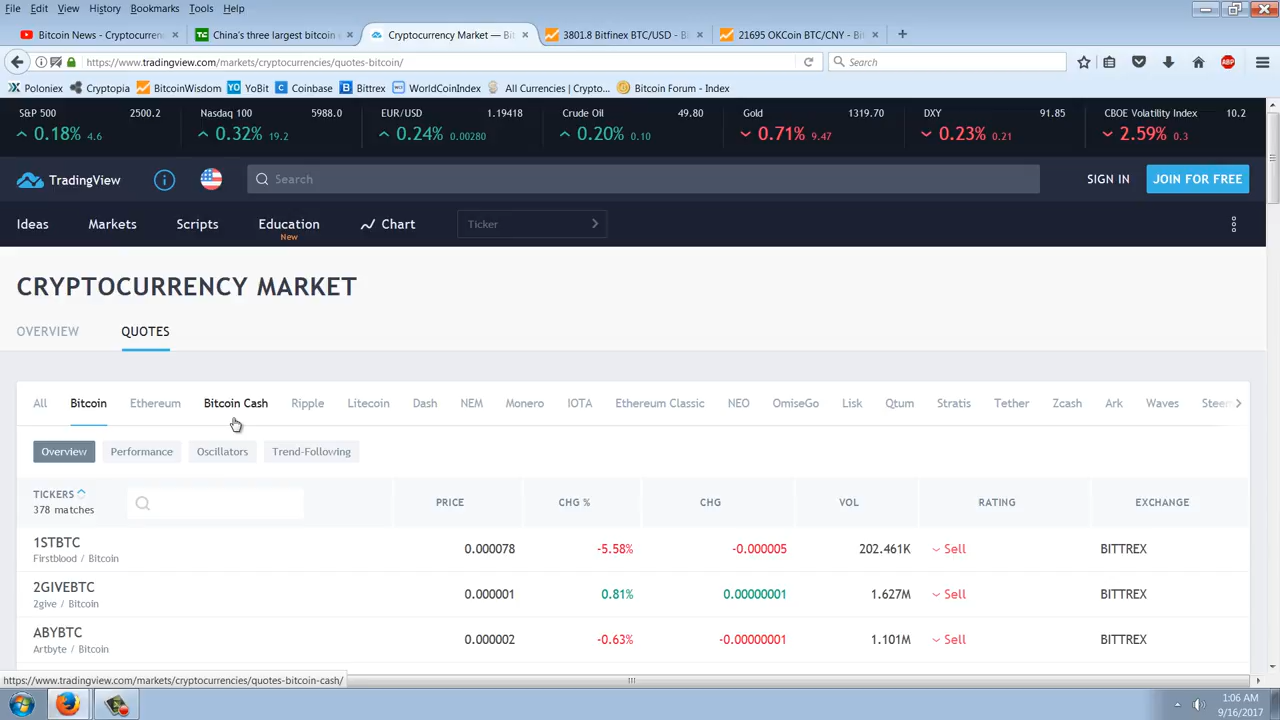 File Edit View History Bookmarks Tools Help
Bitcoin News - Cryptocurren × China's three largest bitcoin e × Cryptocurrency Market — Bi × 3801.8 Bitfinex BTC/USD - B × 21695 OKCoin BTC/CNY - Bi × +
https://www.tradingview.com/markets/cryptocurrencies/quotes-bitcoin/ Search ABP
Poloniex Cryptopia BitcoinWisdom YO YoBit Coinbase Bittrex WorldCoinIndex All Currencies | Crypto... Bitcoin Forum - Index
S&P 500 2500.2 Nasdaq 100 5988.0 EUR/USD 1.19418 Crude Oil 49.80 Gold 1319.70 DXY 91.85 CBOE Volatility Index 10.2
0.18% 4.6 0.32% 19.2 0.24% 0.00280 0.20% 0.10 0.71% 9.47 0.23% 0.21 2.59% 0.3
TradingView Search SIGN IN JOIN FOR FREE
Ideas Markets Scripts Education Chart Ticker
New
CRYPTOCURRENCY MARKET
OVERVIEW QUOTES
All Bitcoin Ethereum Bitcoin Cash Ripple Litecoin Dash NEM Monero IOTA Ethereum Classic NEO OmiseGo Lisk Qtum Stratis Tether Zcash Ark Waves Steem
Overview Performance Oscillators Trend-Following
TICKERS PRICE CHG % CHG VOL RATING EXCHANGE
378 matches
1STBTC 0.000078 -5.58% -0.000005 202.461K Sell BITTREX
Firstblood / Bitcoin
2GIVEBTC 0.000001 0.81% 0.00000001 1.627M Sell BITTREX
2give / Bitcoin
ABYBTC 0.000002 -0.63% -0.00000001 1.101M Sell BITTREX
Artbyte / Bitcoin
https://www.tradingview.com/markets/cryptocurrencies/quotes-bitcoin-cash/
1:06 AM
9/16/2017